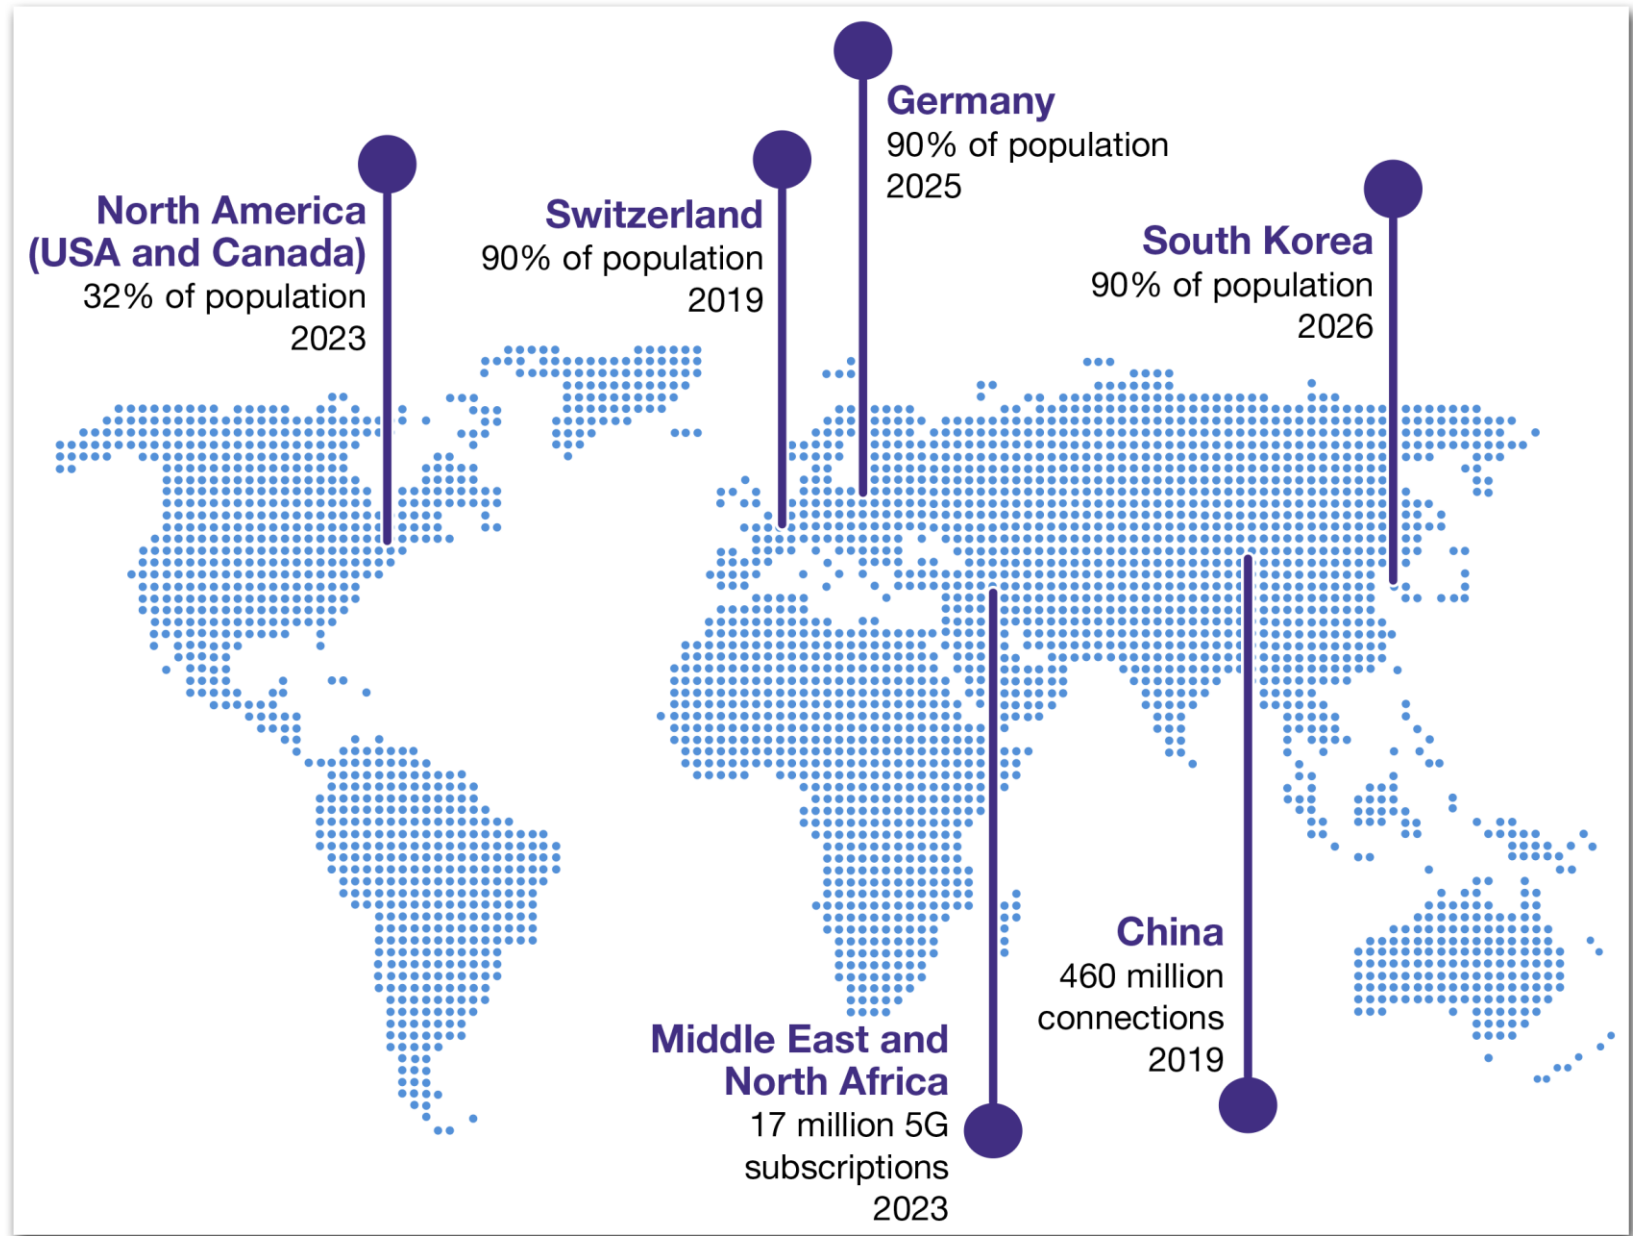 Germany
90% of population
2025
North America
(USA and Canada)
32% of population
2023
Switzerland
90% of population
2019
South Korea
90% of population
2026
China
460 million
connections
2019
Middle East and
North Africa
17 million 5G
subscriptions
2023